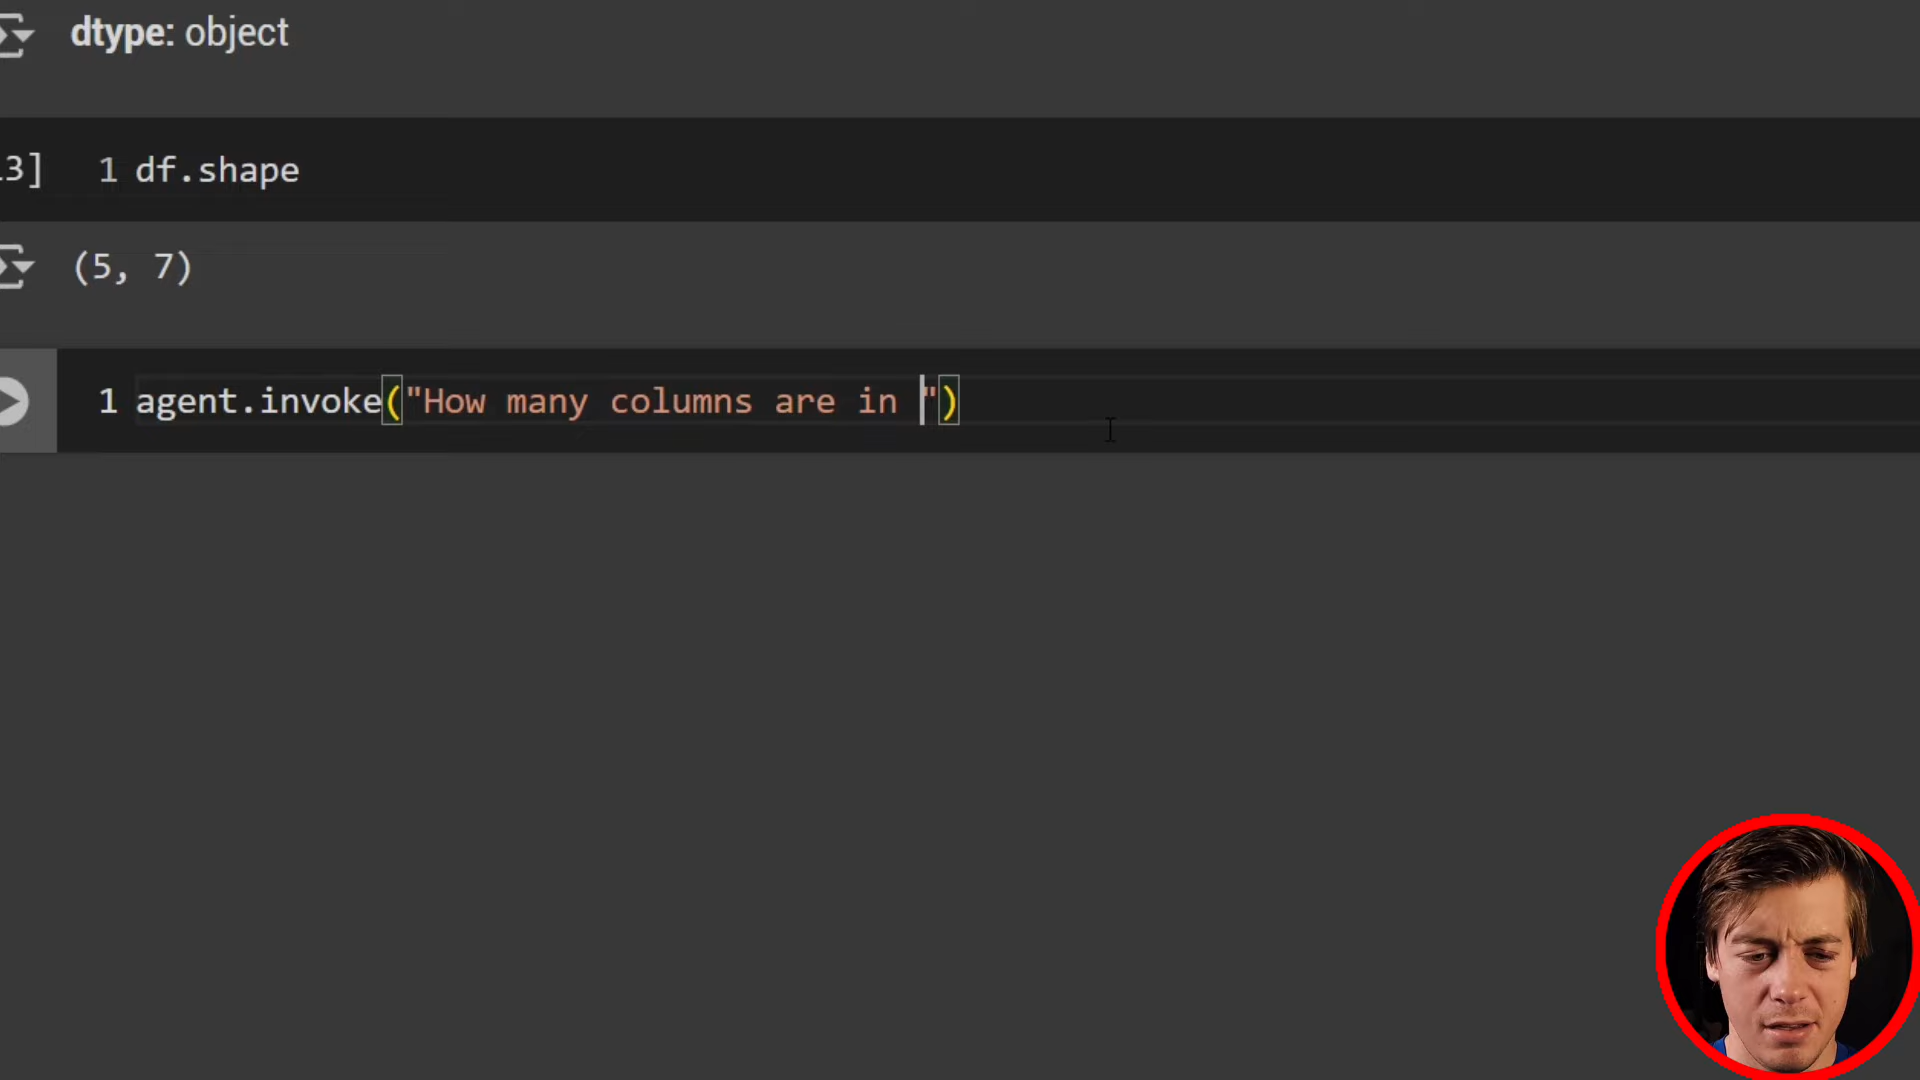 dtype: object
3] 1 df.shape
(5, 7)
1 agent.invoke("How many columns are in ")